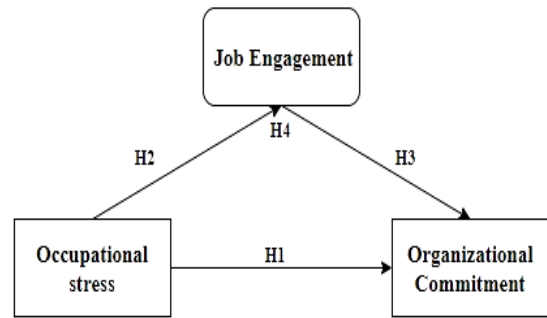 Job Engagement
H4
H2
H3
Occupational
stress
H1
Organizational
Commitment